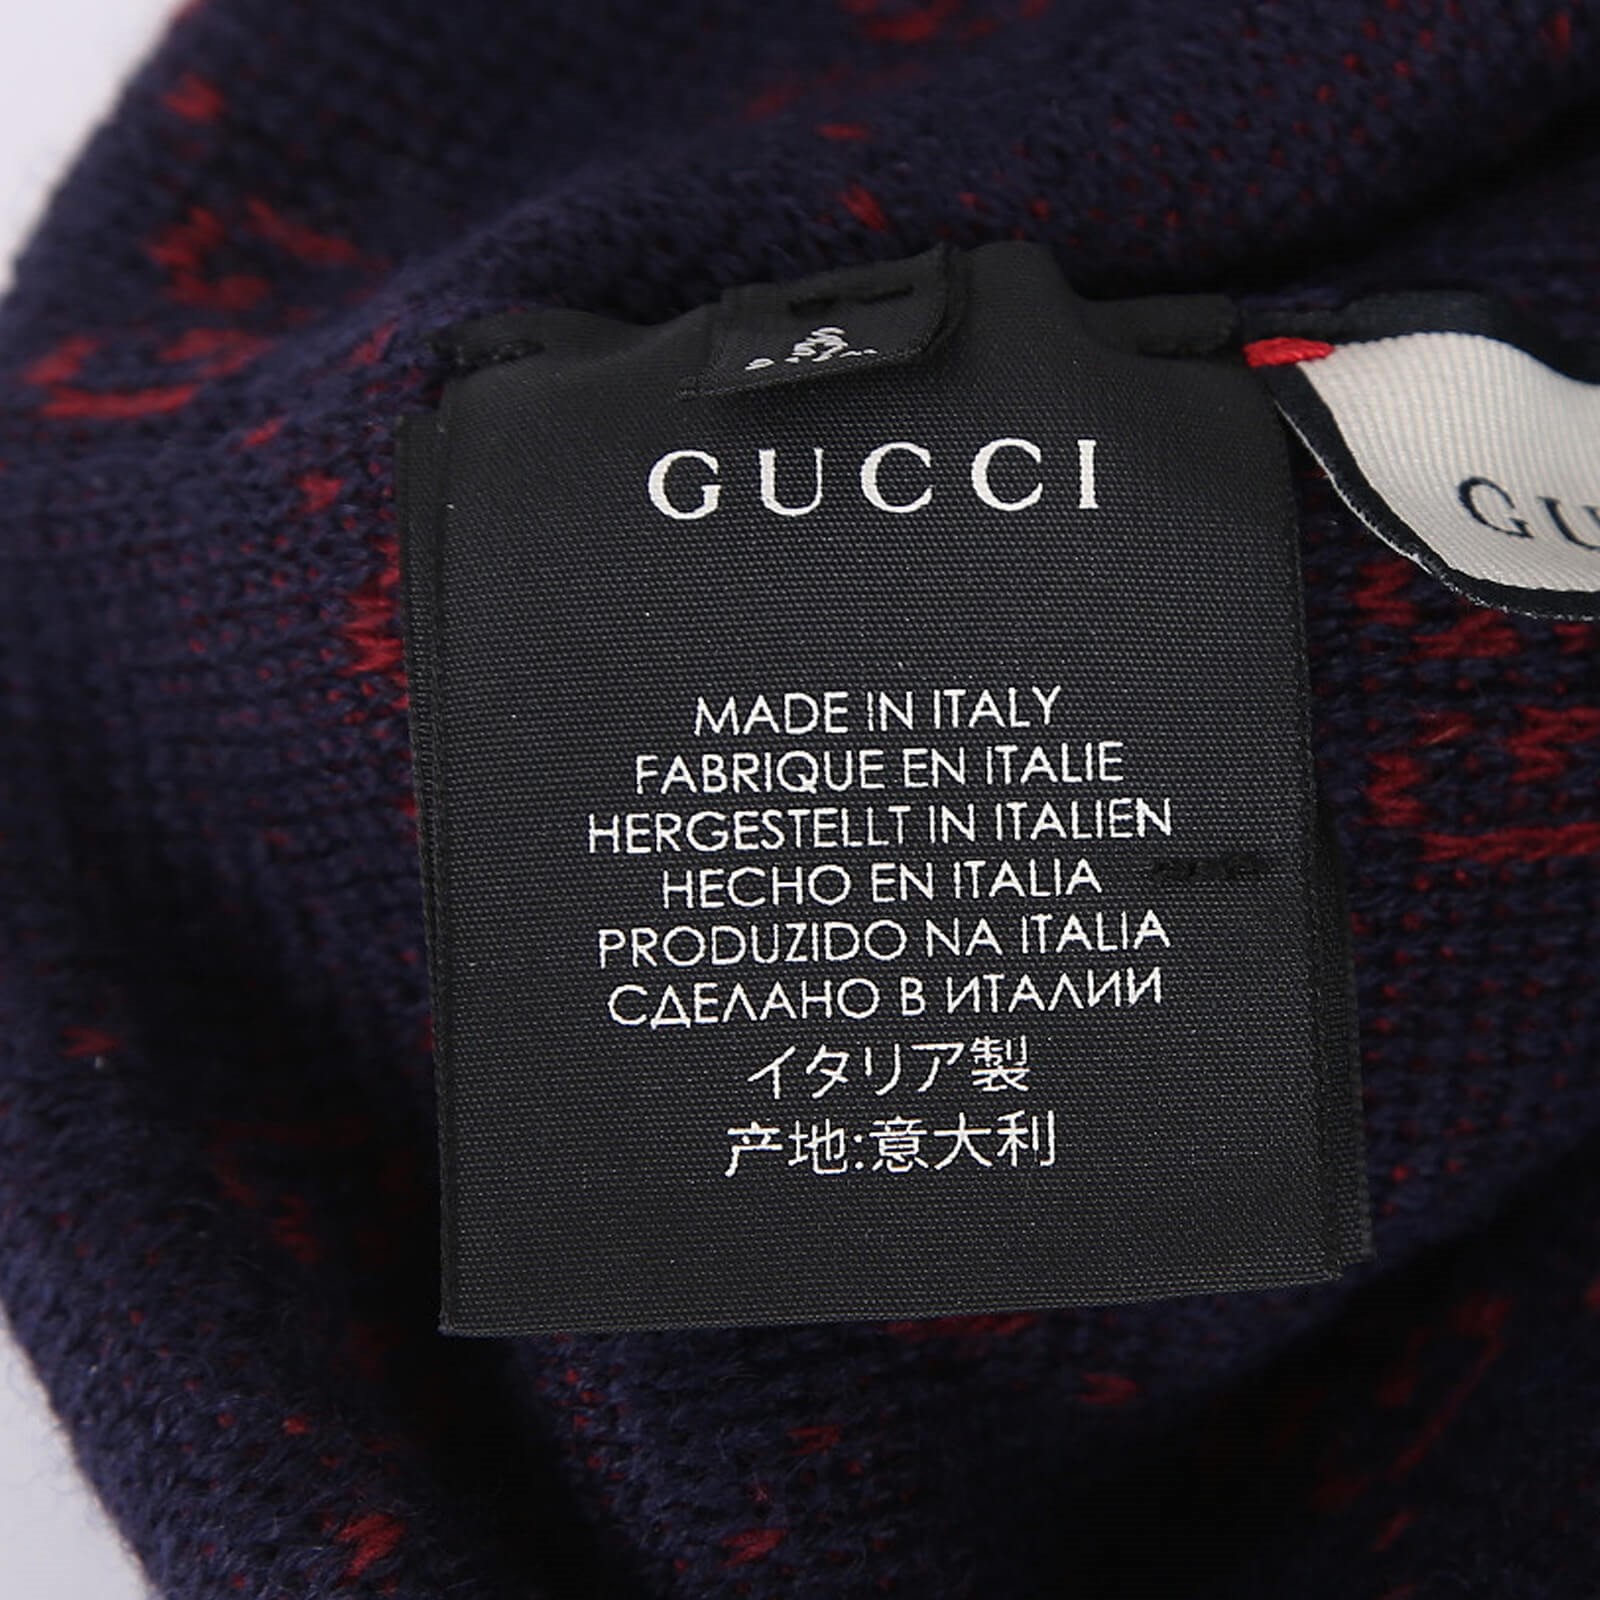 GUCCI
GU
MADE IN ITALY
FABRIQUE EN ITALIE
HERGESTELLT IN ITALIEN
HECHO EN ITALIA
PRODUZIDO NA ITALIA
СДЕЛАНО В ИТАЛИИ
イタリア製
产地:意大利